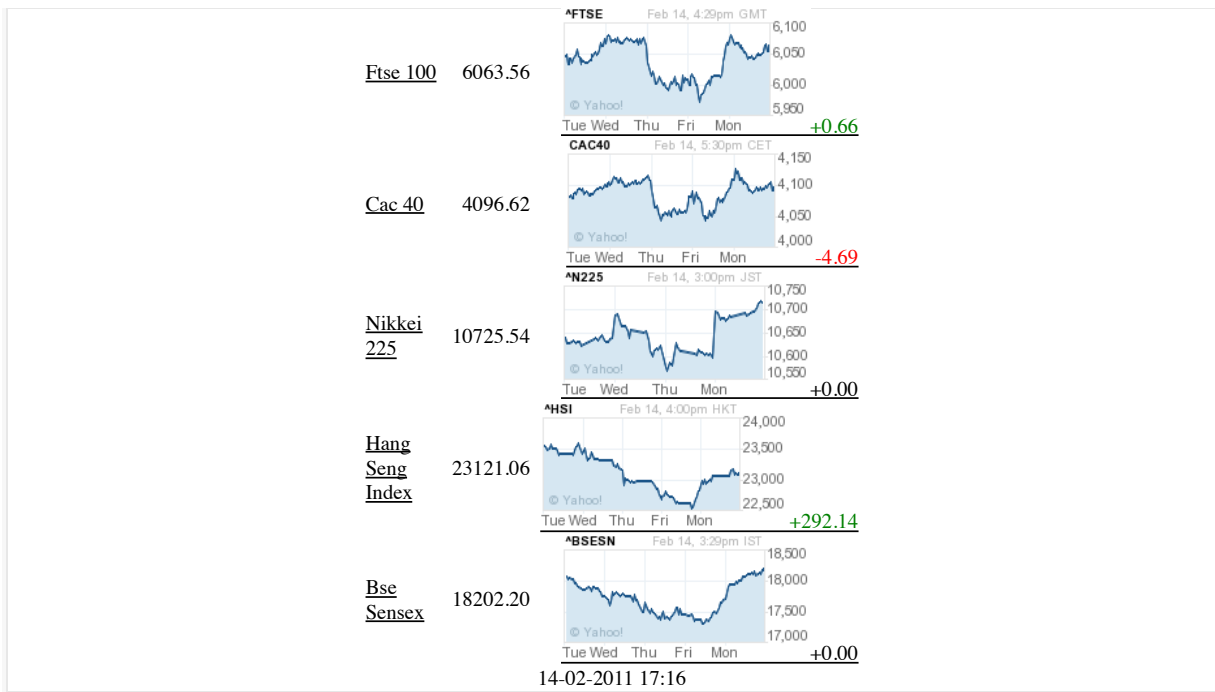 ^FTSE Feb 14, 4:29pm GMT
6,100
6,050
6,000
5,950
Ftse 100 6063.56
© Yahoo!
Tue Wed Thu Fri Mon
+0.66
CAC40 Feb 14, 5:30pm CET
4,150
4,100
4,050
4,000
Cac 40 4096.62
© Yahoo!
Tue Wed Thu Fri Mon
-4.69
^N225 Feb 14, 3:00pm JST
10,750
10,700
10,650
10,600
10,550
Nikkei
225
10725.54
© Yahoo!
Tue Wed Thu Mon
+0.00
^HSI Feb 14, 4:00pm HKT
24,000
23,500
23,000
22,500
Hang
Seng
Index
23121.06
© Yahoo!
Tue Wed Thu Fri Mon
+292.14
^BSESN Feb 14, 3:29pm IST
18,500
18,000
17,500
17,000
Bse
Sensex
18202.20
© Yahoo!
Tue Wed Thu Fri Mon
+0.00
14-02-2011 17:16